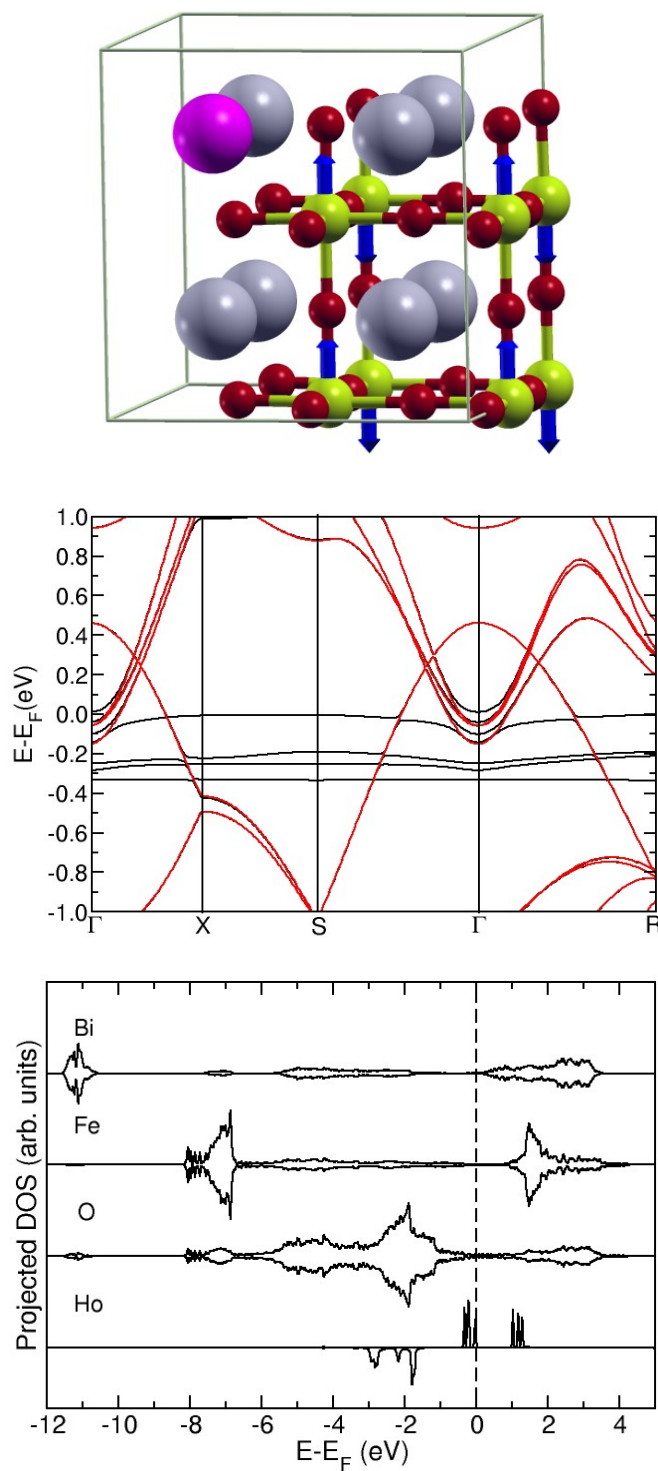 1.0
0.8
0.6
0.4
0.2
0.0
-0.2
-0.4
-0.6
-0.8
-1.0
E-E_F(eV)
Γ X S Γ R
Bi
Fe
O
Ho
Projected DOS (arb. units)
-12 -10 -8 -6 -4 -2 0 2 4
E-E_F (eV)